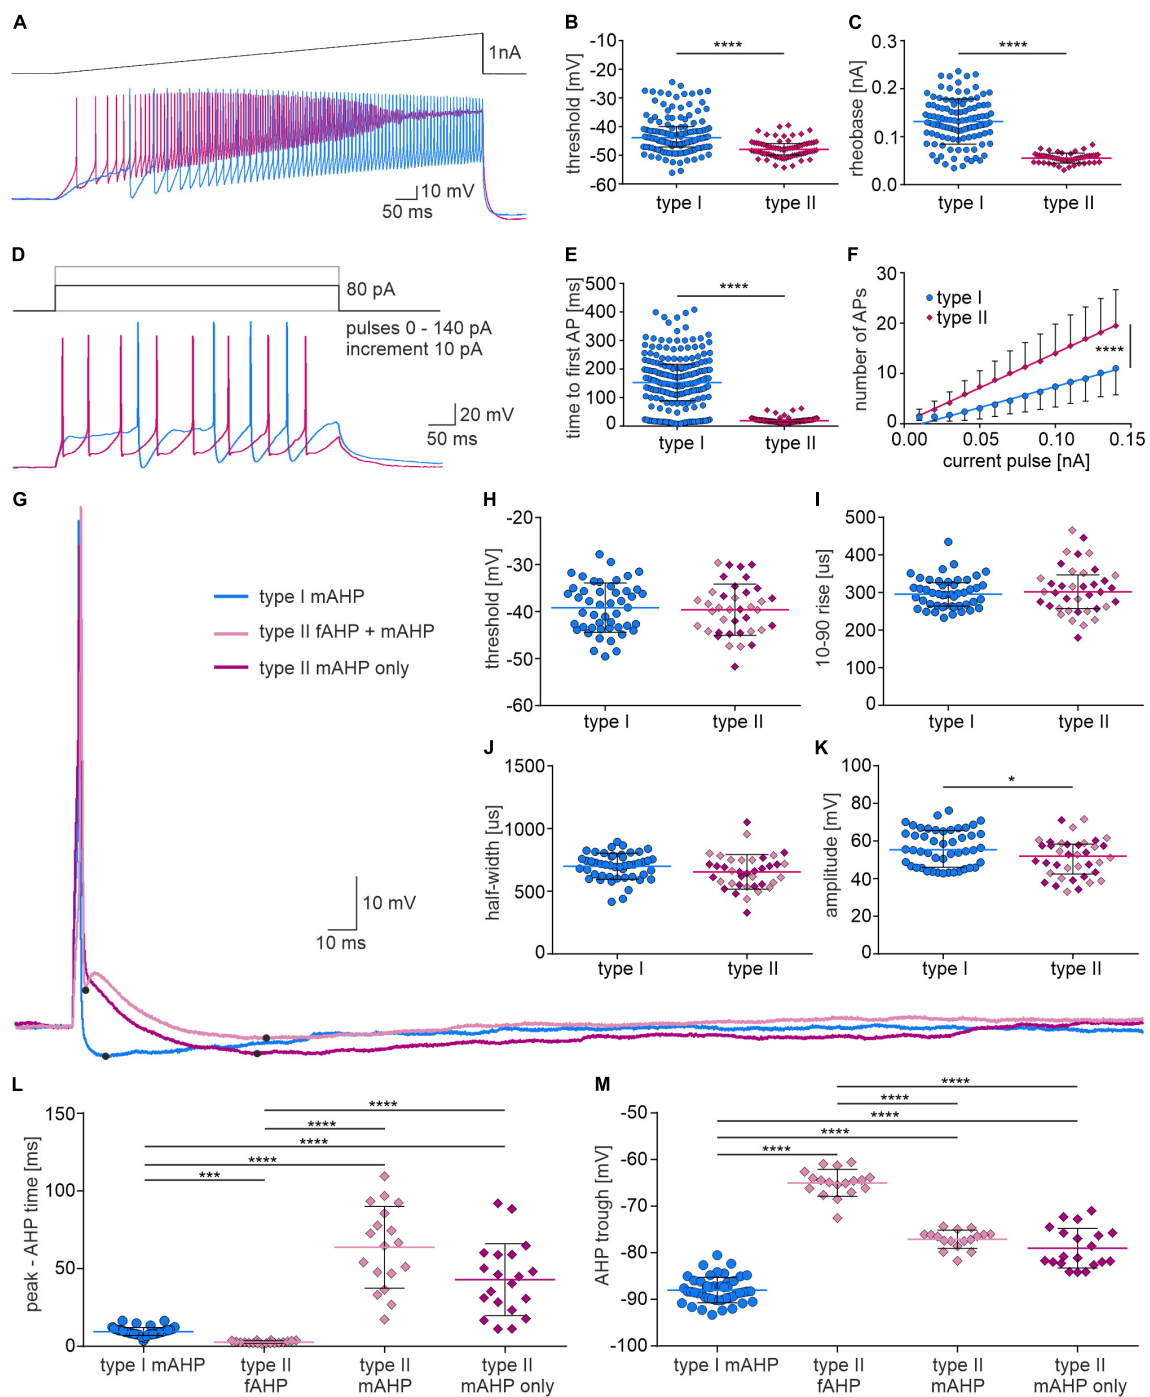 A
1nA
10 mV
50 ms
B
threshold [mV]
-10
-20
-30
-40
-50
-60
****
type I
type II
C
rheobase [nA]
0.3
0.2
0.1
0.0
****
type I
type II
D
80 pA
pulses 0 - 140 pA
increment 10 pA
20 mV
50 ms
E
time to first AP [ms]
500
400
300
200
100
0
****
type I
type II
F
number of APs
30
20
10
0
type I
type II
****
0.00
0.05
0.10
0.15
current pulse [nA]
G
type I mAHP
type II fAHP + mAHP
type II mAHP only
10 mV
10 ms
H
threshold [mV]
-20
-30
-40
-50
-60
type I
type II
I
10-90 rise [us]
500
400
300
200
100
0
type I
type II
J
half-width [us]
1500
1000
500
0
type I
type II
K
amplitude [mV]
100
80
60
40
20
0
*
type I
type II
L
peak - AHP time [ms]
150
100
50
0
****
****
****
****
***
type I mAHP
type II
fAHP
type II
mAHP
type II
mAHP only
M
AHP trough [mV]
-50
-60
-70
-80
-90
-100
****
****
****
****
****
type I mAHP
type II
fAHP
type II
mAHP
type II
mAHP only